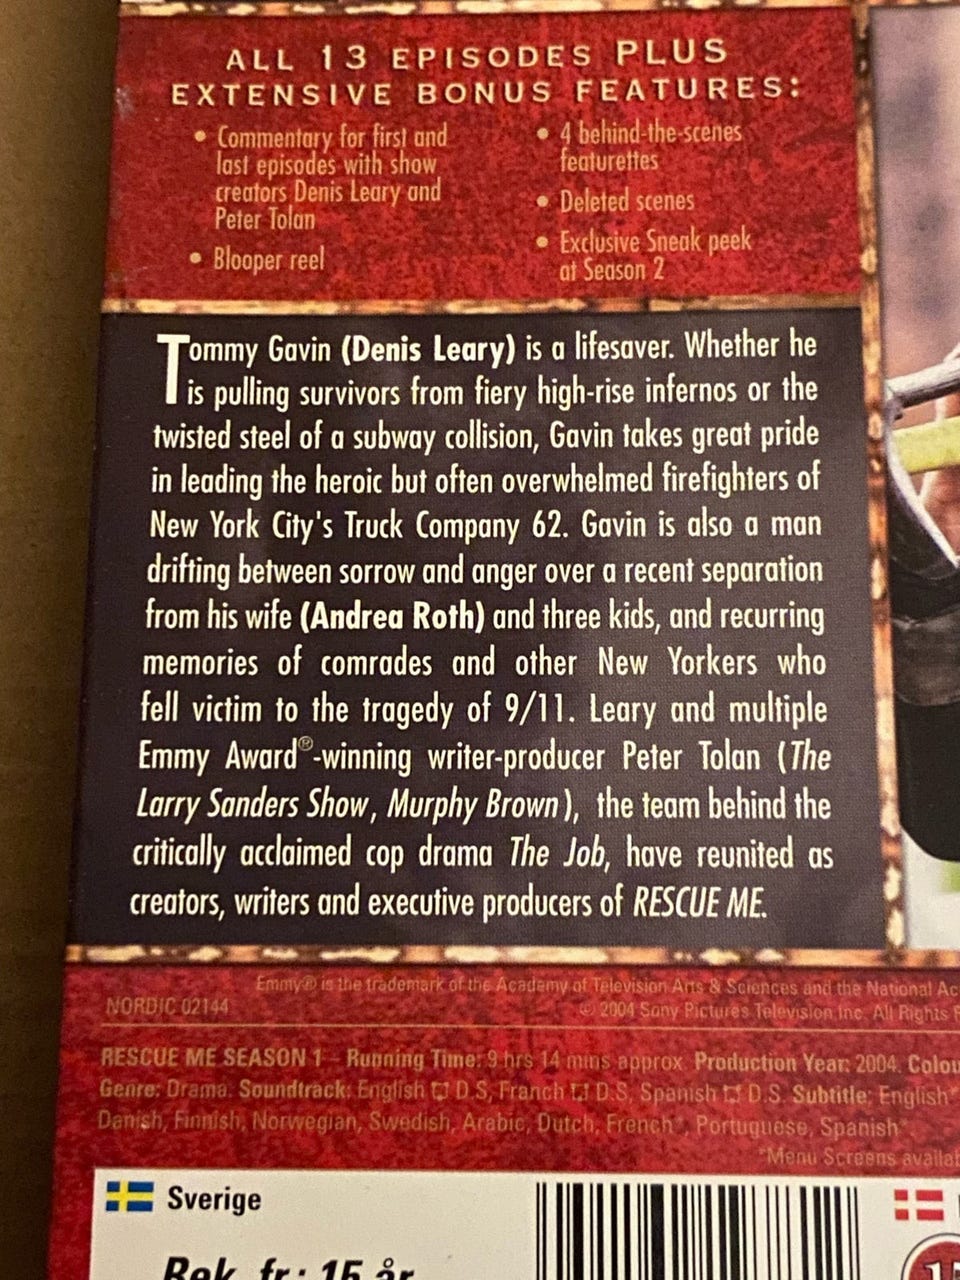 ALL 13 EPISODES PLUS
EXTENSIVE BONUS FEATURES:
• Commentary for first and
last episodes with show
creators Denis Leary and
Peter Tolan
• Blooper reel
• 4 behind-the-scenes
featurettes
• Deleted scenes
• Exclusive Sneak peek
at Season 2
Tommy Gavin (Denis Leary) is a lifesaver. Whether he
is pulling survivors from fiery high-rise infernos or the
twisted steel of a subway collision, Gavin takes great pride
in leading the heroic but often overwhelmed firefighters of
New York City's Truck Company 62. Gavin is also a man
drifting between sorrow and anger over a recent separation
from his wife (Andrea Roth) and three kids, and recurring
memories of comrades and other New Yorkers who
fell victim to the tragedy of 9/11. Leary and multiple
Emmy Award®-winning writer-producer Peter Tolan (The
Larry Sanders Show, Murphy Brown), the team behind the
critically acclaimed cop drama The Job, have reunited as
creators, writers and executive producers of RESCUE ME.
Emmy® is the trademark of the Academy of Television Arts & Sciences and the National Ac
NORDIC 02144
© 2004 Sony Pictures Television Inc. All Rights
RESCUE ME SEASON 1 - Running Time: 9 hrs 14 mins approx. Production Year: 2004. Colou
Genre: Drama. Soundtrack: English D.S, Franch D.S, Spanish D.S. Subtitle: English*
Danish, Finnish, Norwegian, Swedish, Arabic, Dutch, French*, Portuguese, Spanish*.
*Menu Screens availab
Sverige
Rek. fr.: 15 år